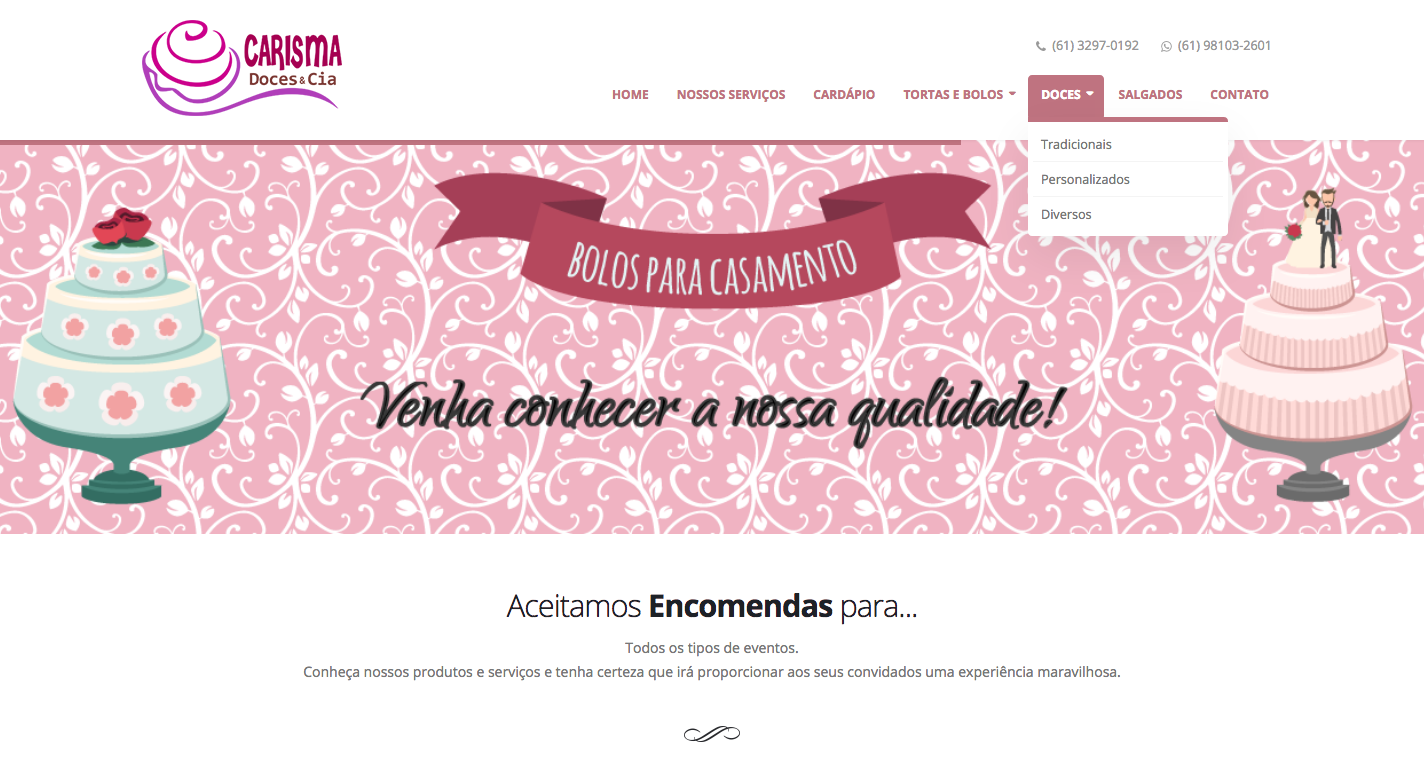 CARISMA
Doces & Cia
(61) 3297-0192 (61) 98103-2601
HOME NOSSOS SERVIÇOS CARDÁPIO TORTAS E BOLOS DOCES SALGADOS CONTATO
Tradicionais
Personalizados
Diversos
BOLOS PARA CASAMENTO
Venha conhecer a nossa qualidade!
Aceitamos Encomendas para...
Todos os tipos de eventos.
Conheça nossos produtos e serviços e tenha certeza que irá proporcionar aos seus convidados uma experiência maravilhosa.